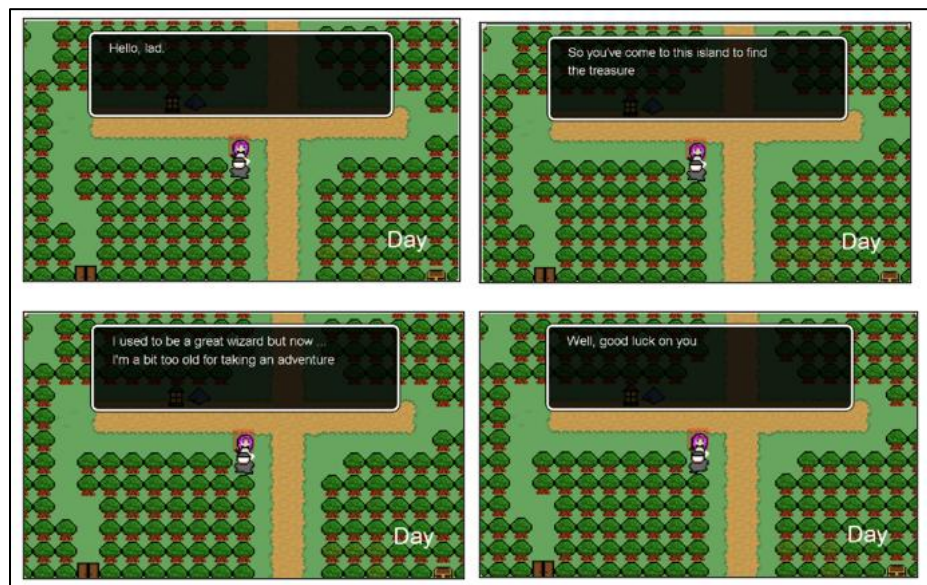 Hello, lad.
Day
So you've come to this island to find
the treasure
Day
I used to be a great wizard but now ...
I'm a bit too old for taking an adventure
Day
Well, good luck on you
Day